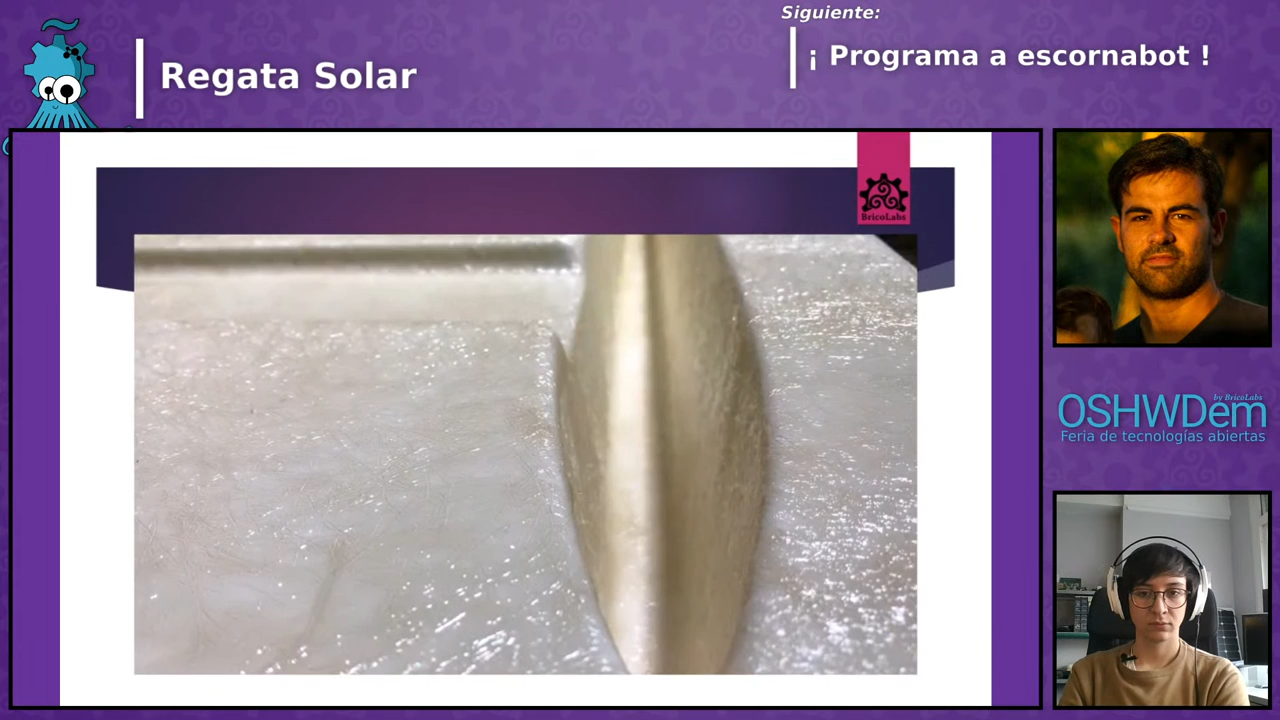 Siguiente:
Regata Solar
¡ Programa a escornabot !
BricoLabs
by BricoLabs
OSHWDem
Feria de tecnologías abiertas